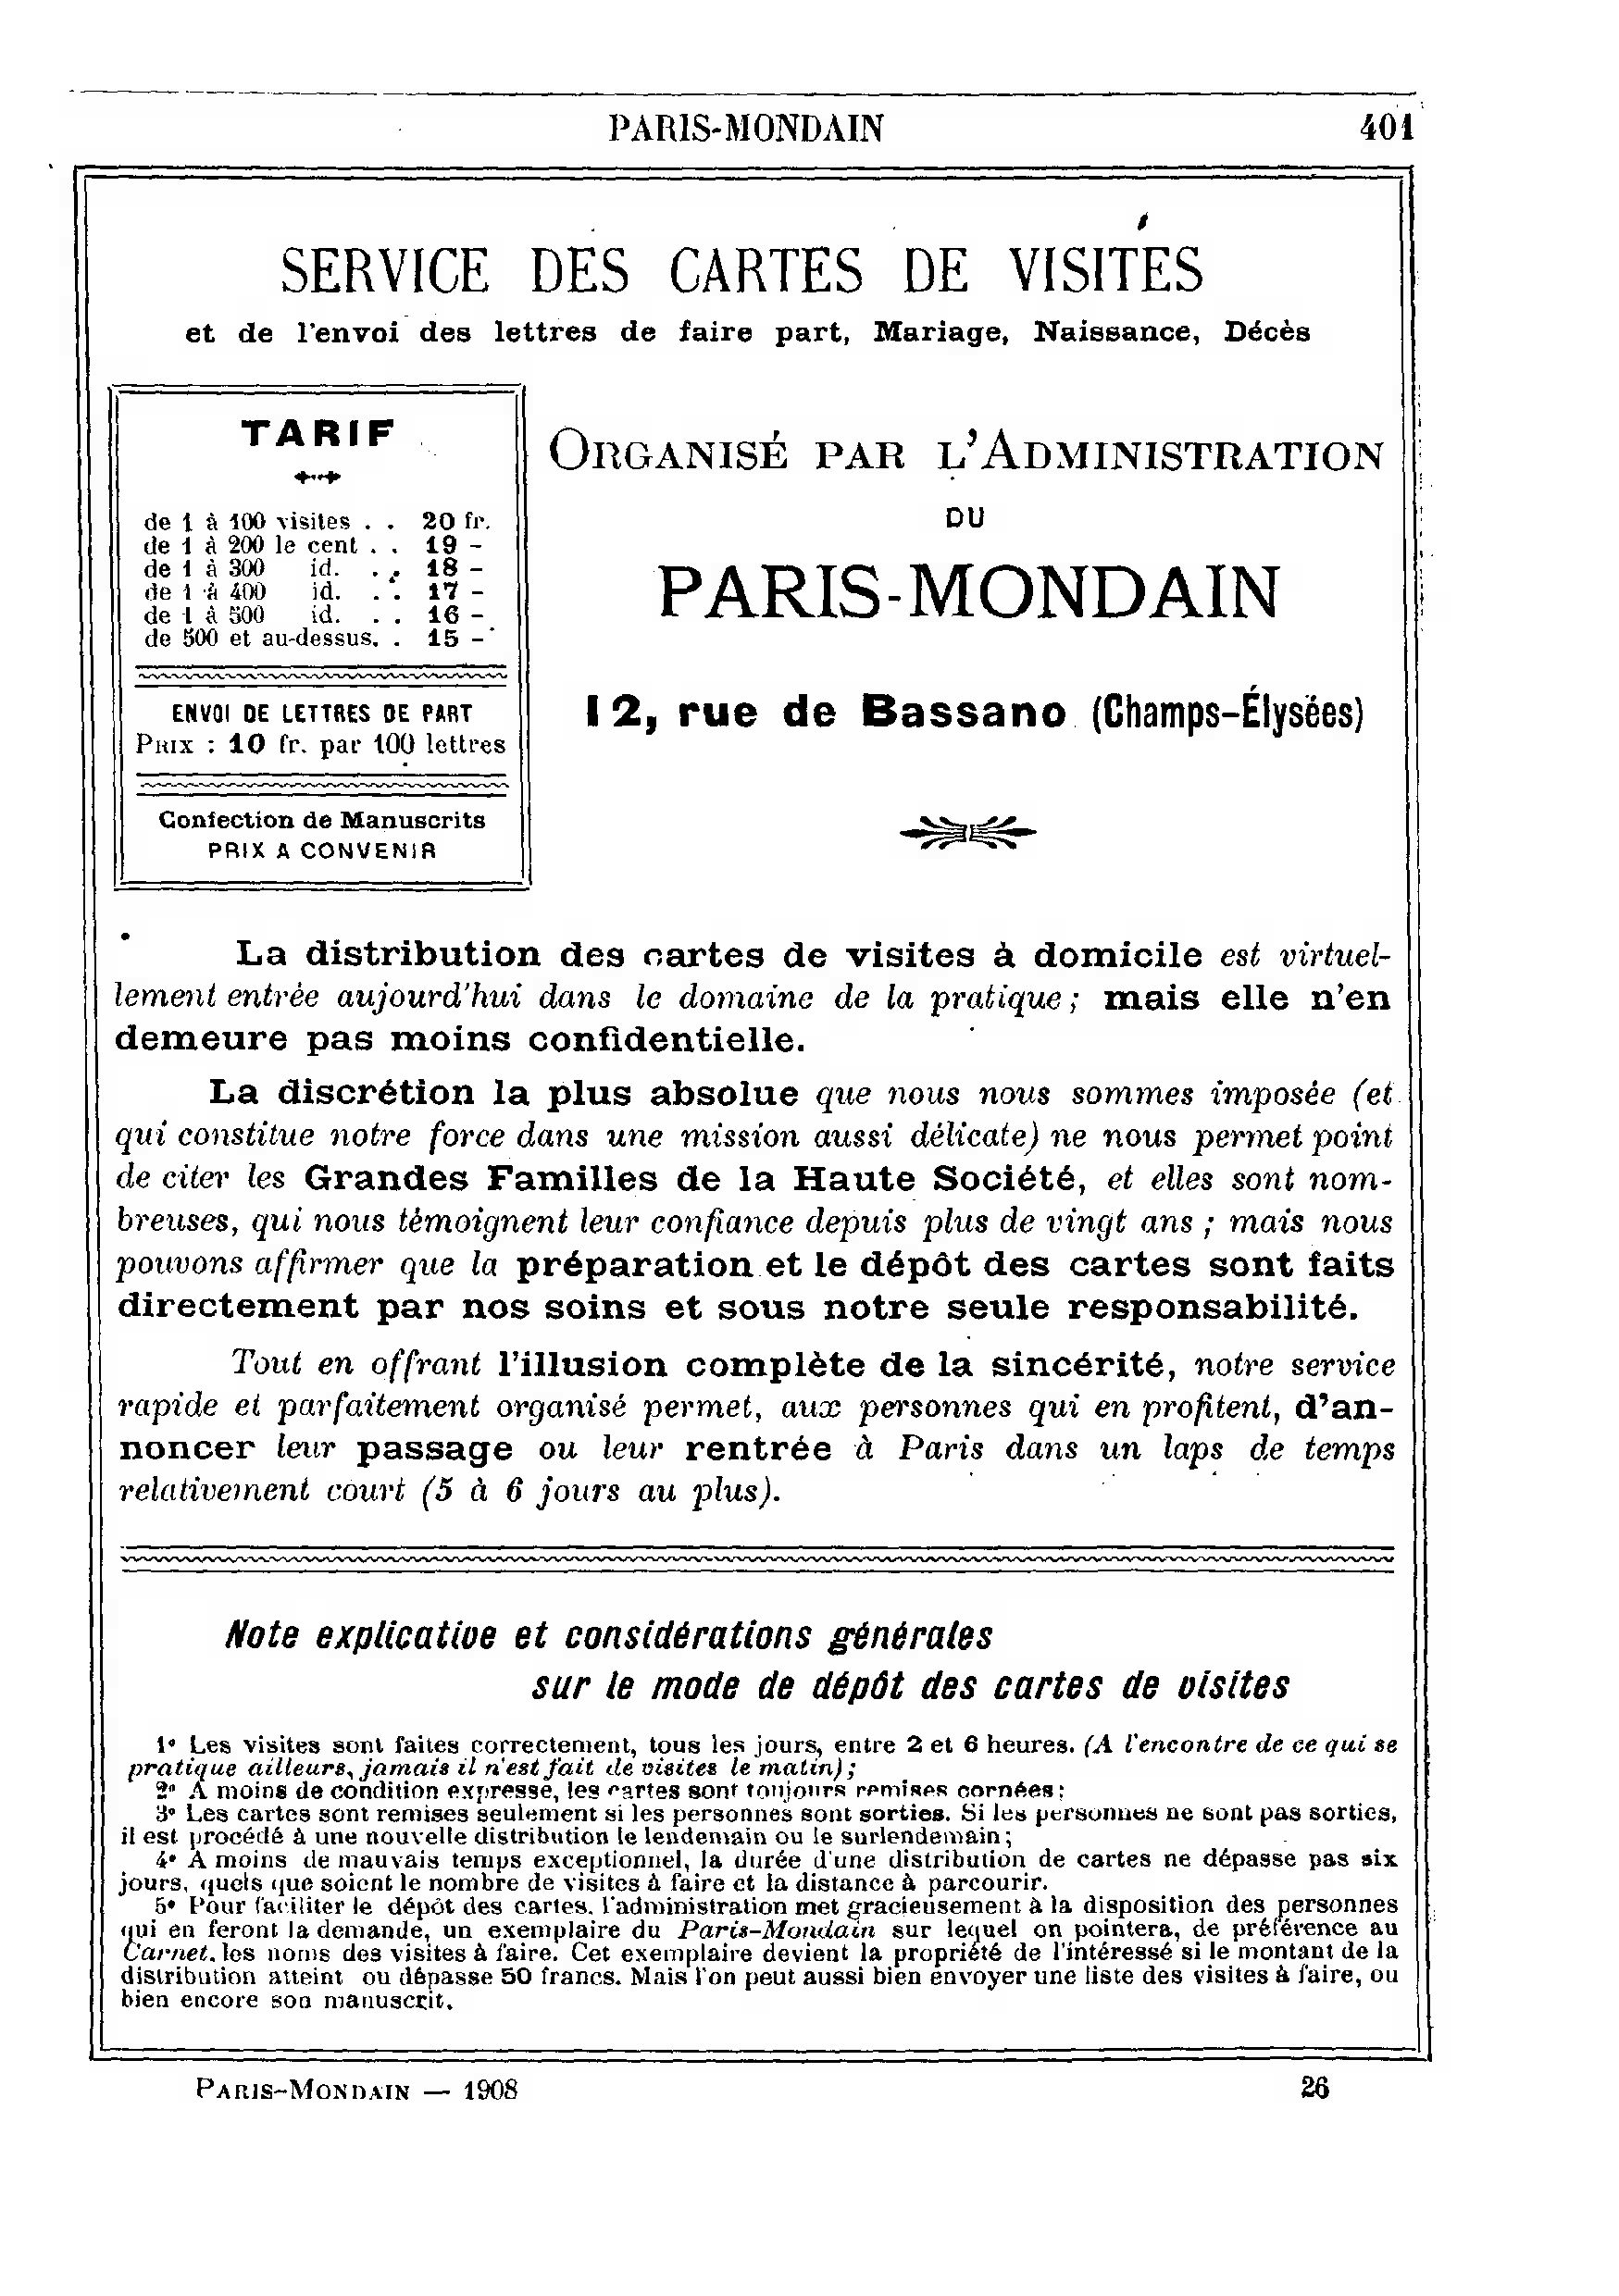 PARIS-MONDAIN 401
SERVICE DES CARTES DE VISITES
et de l'envoi des lettres de faire part, Mariage, Naissance, Décès
TARIF
de 1 à 100 visites . . 20 fr.
de 1 à 200 le cent . . 19 -
de 1 à 300 id. . . 18 -
de 1 à 400 id. . . 17 -
de 1 à 500 id. . . 16 -
de 500 et au-dessus. . 15 -
ENVOI DE LETTRES DE PART
PRIX : 10 fr. par 100 lettres
Confection de Manuscrits
PRIX A CONVENIR
ORGANISÉ PAR L'ADMINISTRATION
DU
PARIS-MONDAIN
12, rue de Bassano (Champs-Élysées)
La distribution des cartes de visites à domicile est virtuel-
lement entrée aujourd'hui dans le domaine de la pratique; mais elle n'en
demeure pas moins confidentielle.
La discrétion la plus absolue que nous nous sommes imposée (et
qui constitue notre force dans une mission aussi délicate) ne nous permet point
de citer les Grandes Familles de la Haute Société, et elles sont nom-
breuses, qui nous témoignent leur confiance depuis plus de vingt ans ; mais nous
pouvons affirmer que la préparation et le dépôt des cartes sont faits
directement par nos soins et sous notre seule responsabilité.
Tout en offrant l'illusion complète de la sincérité, notre service
rapide et parfaitement organisé permet, aux personnes qui en profitent, d'an-
noncer leur passage ou leur rentrée à Paris dans un laps de temps
relativement court (5 à 6 jours au plus).
Note explicative et considérations générales
sur le mode de dépôt des cartes de visites
1° Les visites sont faites correctement, tous les jours, entre 2 et 6 heures. (A l'encontre de ce qui se
pratique ailleurs, jamais il n'est fait de visites le matin);
2° A moins de condition expresse, les cartes sont toujours remises cornées;
3° Les cartes sont remises seulement si les personnes sont sorties. Si les personnes ne sont pas sorties,
il est procédé à une nouvelle distribution le lendemain ou le surlendemain;
4° A moins de mauvais temps exceptionnel, la durée d'une distribution de cartes ne dépasse pas six
jours, quels que soient le nombre de visites à faire et la distance à parcourir.
5° Pour faciliter le dépôt des cartes. l'administration met gracieusement à la disposition des personnes
qui en feront la demande, un exemplaire du Paris-Mondain sur lequel on pointera, de préférence au
Carnet, les noms des visites à faire. Cet exemplaire devient la propriété de l'intéressé si le montant de la
distribution atteint ou dépasse 50 francs. Mais l'on peut aussi bien envoyer une liste des visites à faire, ou
bien encore son manuscrit.
PARIS-MONDAIN — 1908 26